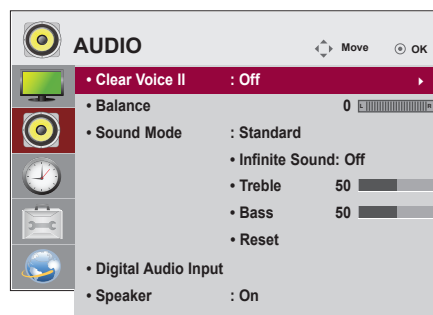 AUDIO Move OK
• Clear Voice II : Off
• Balance 0 L R
• Sound Mode : Standard
• Infinite Sound: Off
• Treble 50
• Bass 50
• Reset
• Digital Audio Input
• Speaker : On